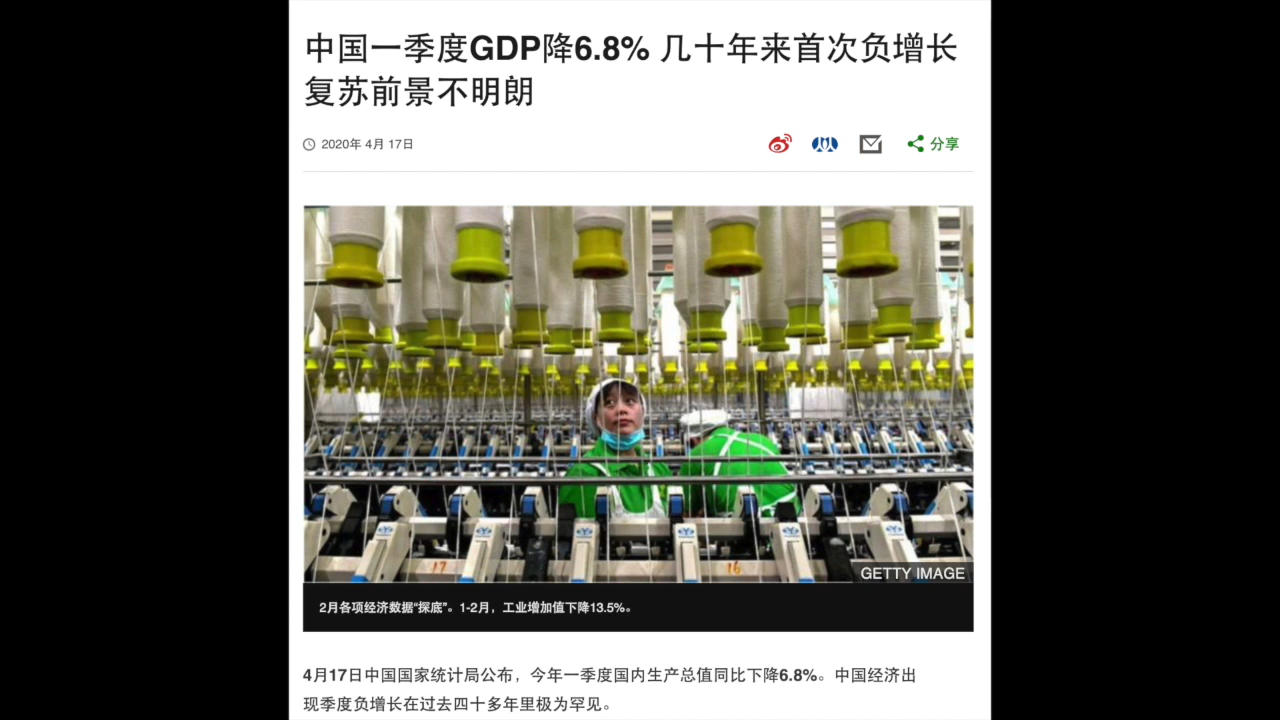 中国一季度GDP降6.8% 几十年来首次负增长
复苏前景不明朗
2020年 4月 17日
分享
17
16
GETTY IMAGE
2月各项经济数据“探底”。1-2月，工业增加值下降13.5%。
4月17日中国国家统计局公布，今年一季度国内生产总值同比下降6.8%。中国经济出
现季度负增长在过去四十多年里极为罕见。